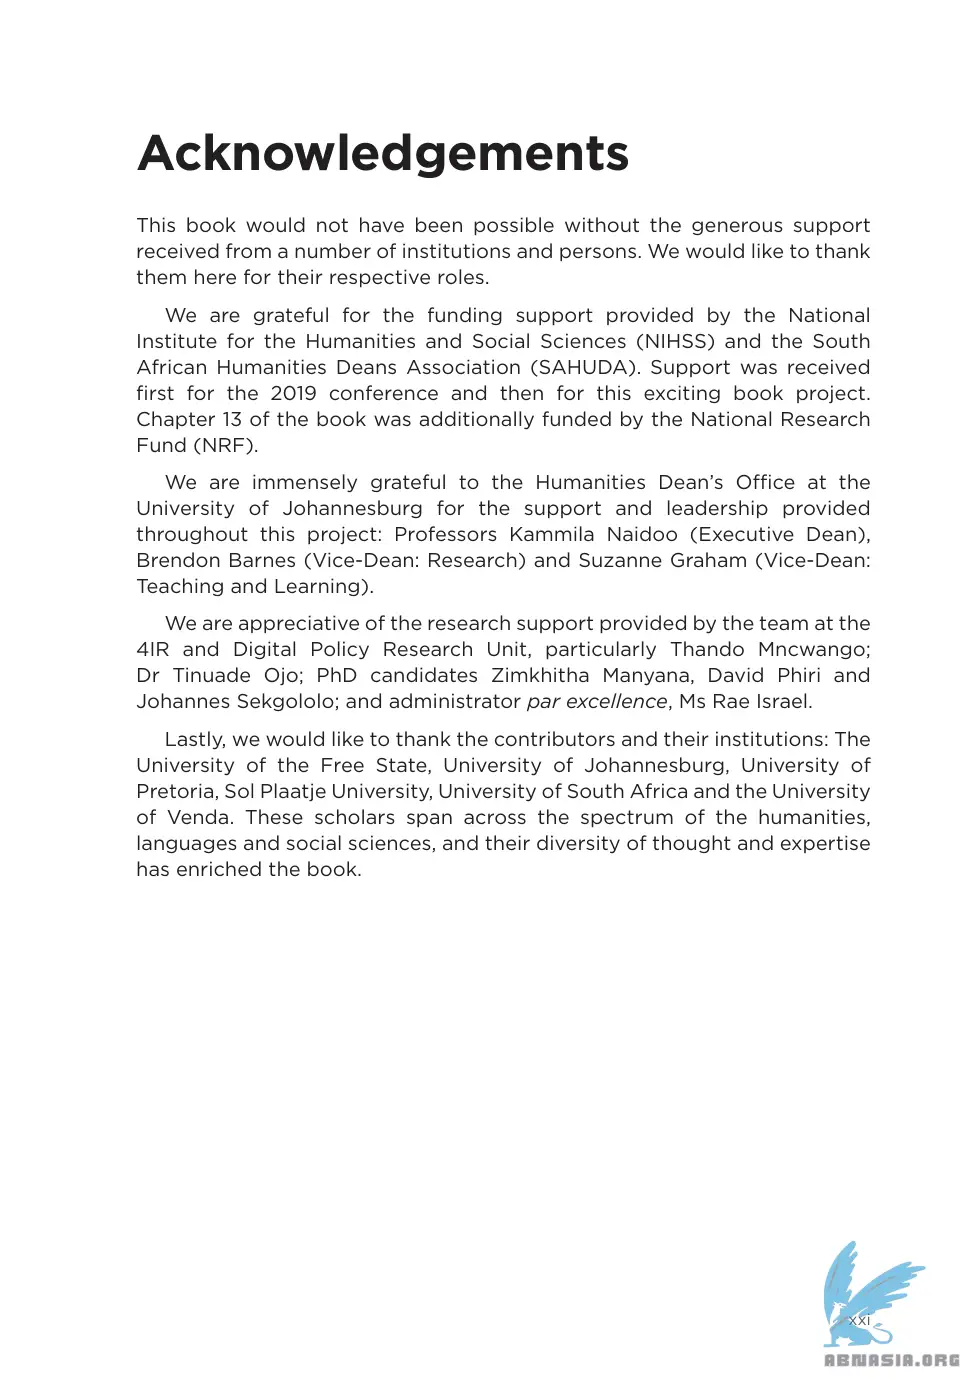 Acknowledgements
This book would not have been possible without the generous support
received from a number of institutions and persons. We would like to thank
them here for their respective roles.
We are grateful for the funding support provided by the National
Institute for the Humanities and Social Sciences (NIHSS) and the South
African Humanities Deans Association (SAHUDA). Support was received
first for the 2019 conference and then for this exciting book project.
Chapter 13 of the book was additionally funded by the National Research
Fund (NRF).
We are immensely grateful to the Humanities Dean’s Office at the
University of Johannesburg for the support and leadership provided
throughout this project: Professors Kammila Naidoo (Executive Dean),
Brendon Barnes (Vice-Dean: Research) and Suzanne Graham (Vice-Dean:
Teaching and Learning).
We are appreciative of the research support provided by the team at the
4IR and Digital Policy Research Unit, particularly Thando Mncwango;
Dr Tinuade Ojo; PhD candidates Zimkhitha Manyana, David Phiri and
Johannes Sekgololo; and administrator par excellence, Ms Rae Israel.
Lastly, we would like to thank the contributors and their institutions: The
University of the Free State, University of Johannesburg, University of
Pretoria, Sol Plaatje University, University of South Africa and the University
of Venda. These scholars span across the spectrum of the humanities,
languages and social sciences, and their diversity of thought and expertise
has enriched the book.
xxi
ABNASIA.ORG